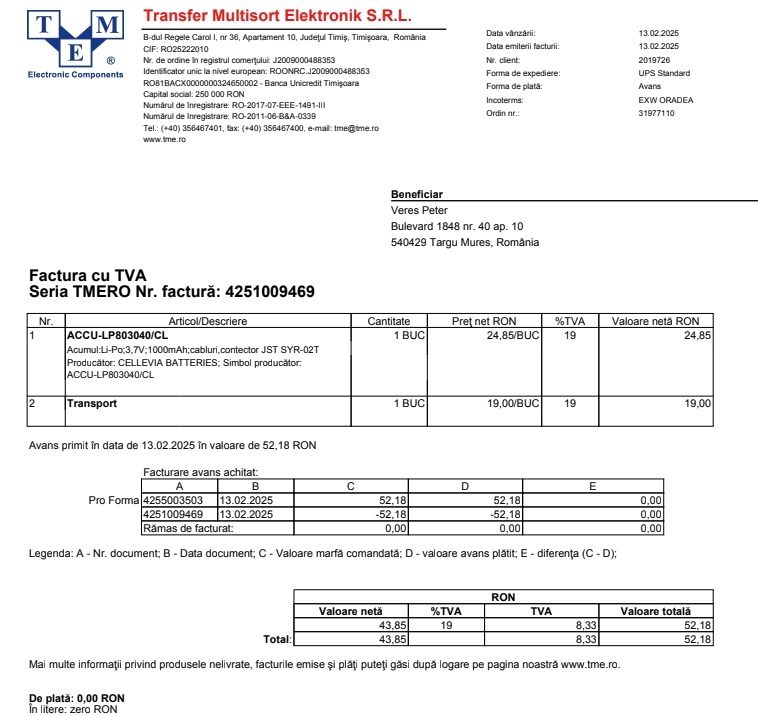 T M E ®
Electronic Components
Transfer Multisort Elektronik S.R.L.
B-dul Regele Carol I, nr 36, Apartament 10, Județul Timiș, Timișoara, România
CIF: RO25222010
Nr. de ordine în registrul comerțului: J2009000488353
Identificator unic la nivel european: ROONRC.J2009000488353
RO81BACX0000000324650002 - Banca Unicredit Timișoara
Capital social: 250 000 RON
Numărul de înregistrare: RO-2017-07-EEE-1491-III
Numărul de înregistrare: RO-2011-06-B&A-0339
Tel.: (+40) 356467401, fax: (+40) 356467400, e-mail: tme@tme.ro
www.tme.ro
Data vânzării: 13.02.2025
Data emiterii facturii: 13.02.2025
Nr. client: 2019726
Forma de expediere: UPS Standard
Forma de plată: Avans
Incoterms: EXW ORADEA
Ordin nr.: 31977110
Beneficiar
Veres Peter
Bulevard 1848 nr. 40 ap. 10
540429 Targu Mures, România
Factura cu TVA
Seria TMERO Nr. factură: 4251009469
Nr. Articol/Descriere Cantitate Preț net RON %TVA Valoare netă RON
1 ACCU-LP803040/CL 1 BUC 24,85/BUC 19 24,85
Acumul:Li-Po;3,7V;1000mAh;cabluri,contector JST SYR-02T
Producător: CELLEVIA BATTERIES; Simbol producător:
ACCU-LP803040/CL
2 Transport 1 BUC 19,00/BUC 19 19,00
Avans primit în data de 13.02.2025 în valoare de 52,18 RON
Facturare avans achitat:
A B C D E
Pro Forma 4255003503 13.02.2025 52,18 52,18 0,00
4251009469 13.02.2025 -52,18 -52,18 0,00
Rămas de facturat: 0,00 0,00 0,00
Legenda: A - Nr. document; B - Data document; C - Valoare marfă comandată; D - valoare avans plătit; E - diferența (C - D);
RON
Valoare netă %TVA TVA Valoare totală
43,85 19 8,33 52,18
Total: 43,85 8,33 52,18
Mai multe informații privind produsele nelivrate, facturile emise și plăți puteți găsi după logare pe pagina noastră www.tme.ro.
De plată: 0,00 RON
În litere: zero RON